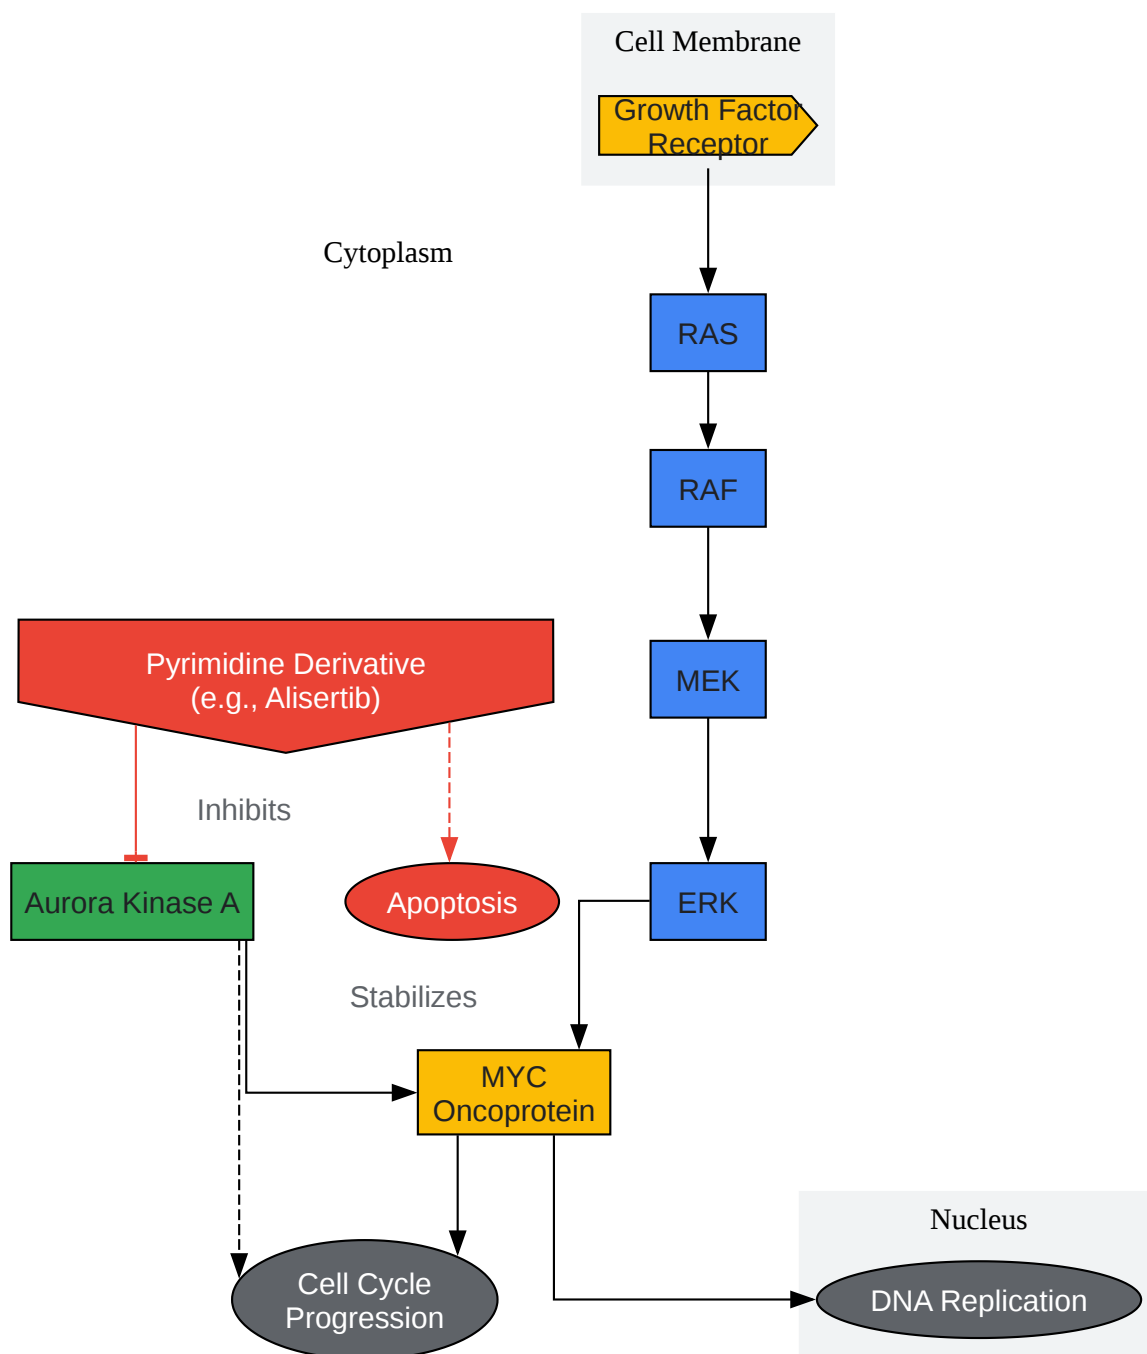 Cell Membrane
Growth Factor
Receptor
Cytoplasm
RAS
RAF
Pyrimidine Derivative
(e.g., Alisertib)
MEK
Inhibits
Aurora Kinase A
Apoptosis
ERK
Stabilizes
MYC
Oncoprotein
Nucleus
Cell Cycle
Progression
DNA Replication